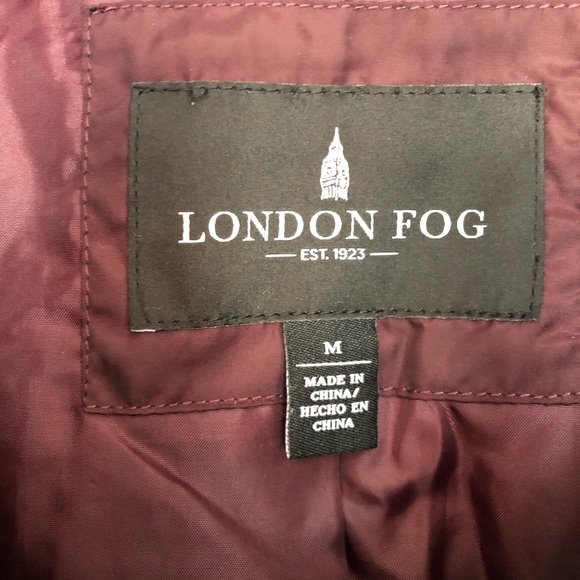 LONDON FOG
EST. 1923
M
MADE IN
CHINA/
HECHO EN
CHINA